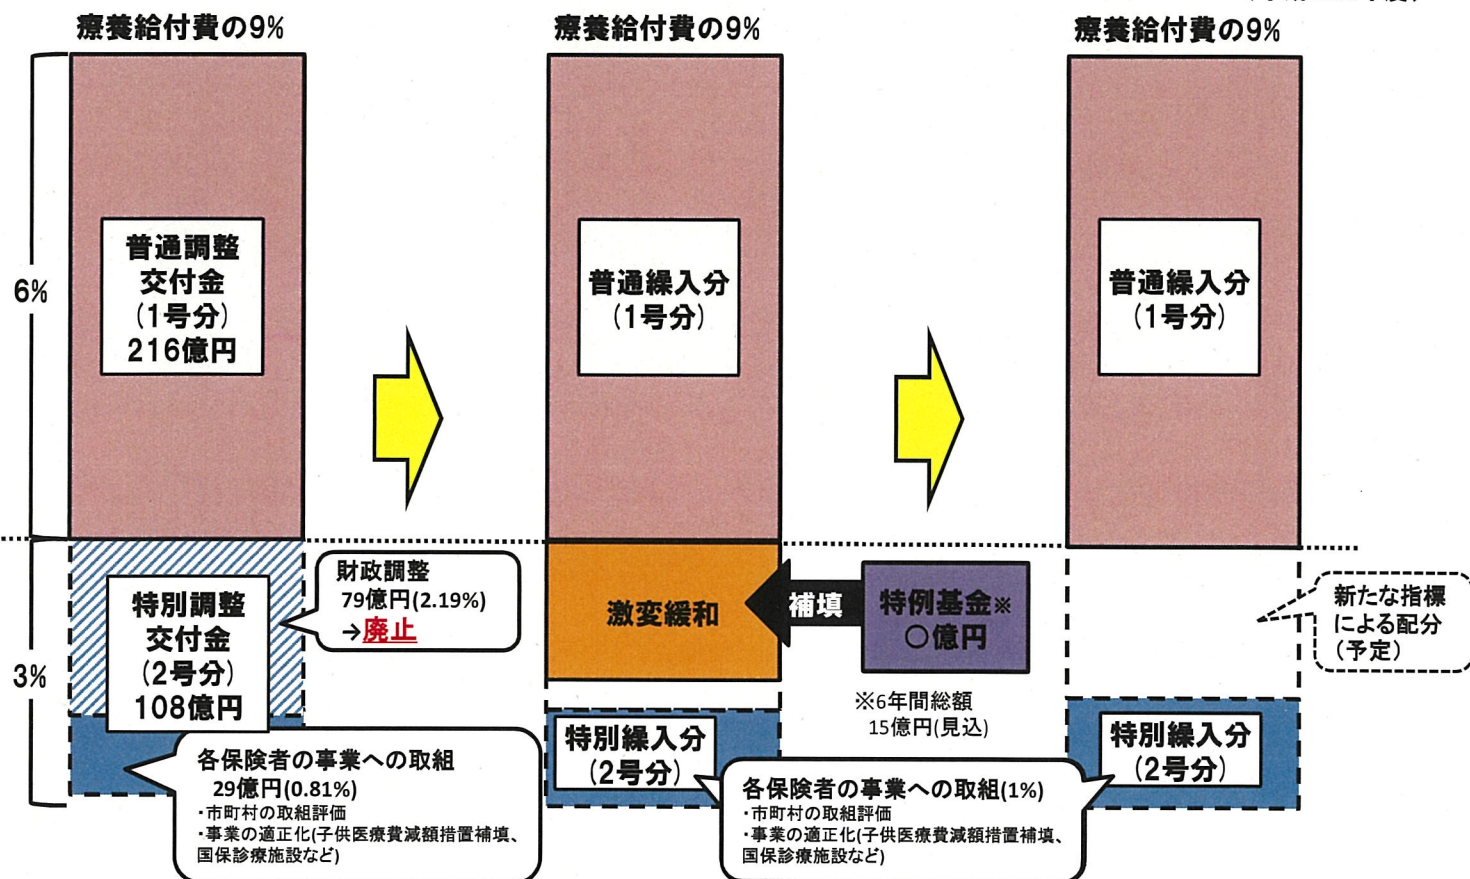 療養給付費の9%
療養給付費の9%
療養給付費の9%
6%
普通調整
交付金
(1号分)
216億円
普通繰入分
(1号分)
普通繰入分
(1号分)
3%
特別調整
交付金
(2号分)
108億円
財政調整
79億円(2.19%)
→廃止
激変緩和
補填
特例基金※
○億円
※6年間総額
15億円(見込)
新たな指標
による配分
(予定)
特別繰入分
(2号分)
特別繰入分
(2号分)
各保険者の事業への取組
29億円(0.81%)
・市町村の取組評価
・事業の適正化(子供医療費減額措置補填、
国保診療施設など)
各保険者の事業への取組(1%)
・市町村の取組評価
・事業の適正化(子供医療費減額措置補填、
国保診療施設など)